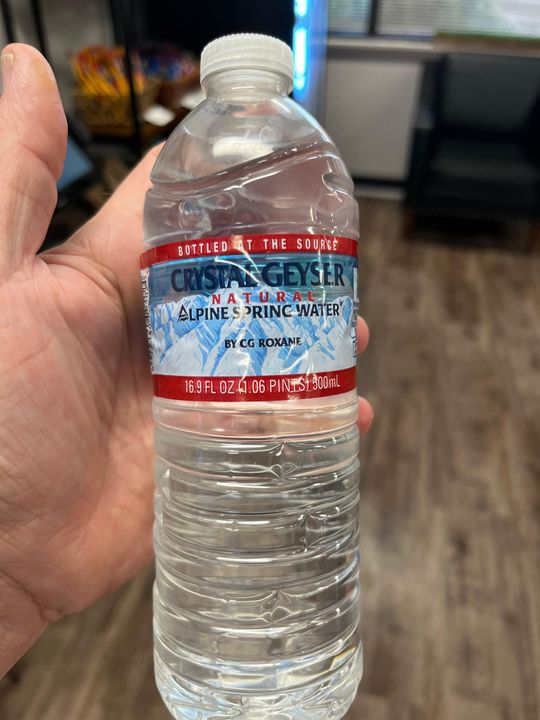 BOTTLED AT THE SOURCE
CRYSTAL GEYSER
NATURAL
ALPINE SPRING WATER
BY CG ROXANE
16.9 FL OZ (1.06 PINTS) 500mL